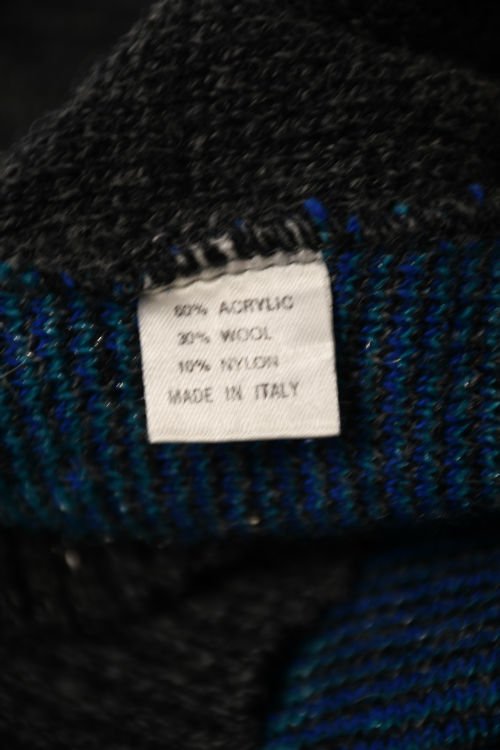 60% ACRYLIC
30% WOOL
10% NYLON
MADE IN ITALY